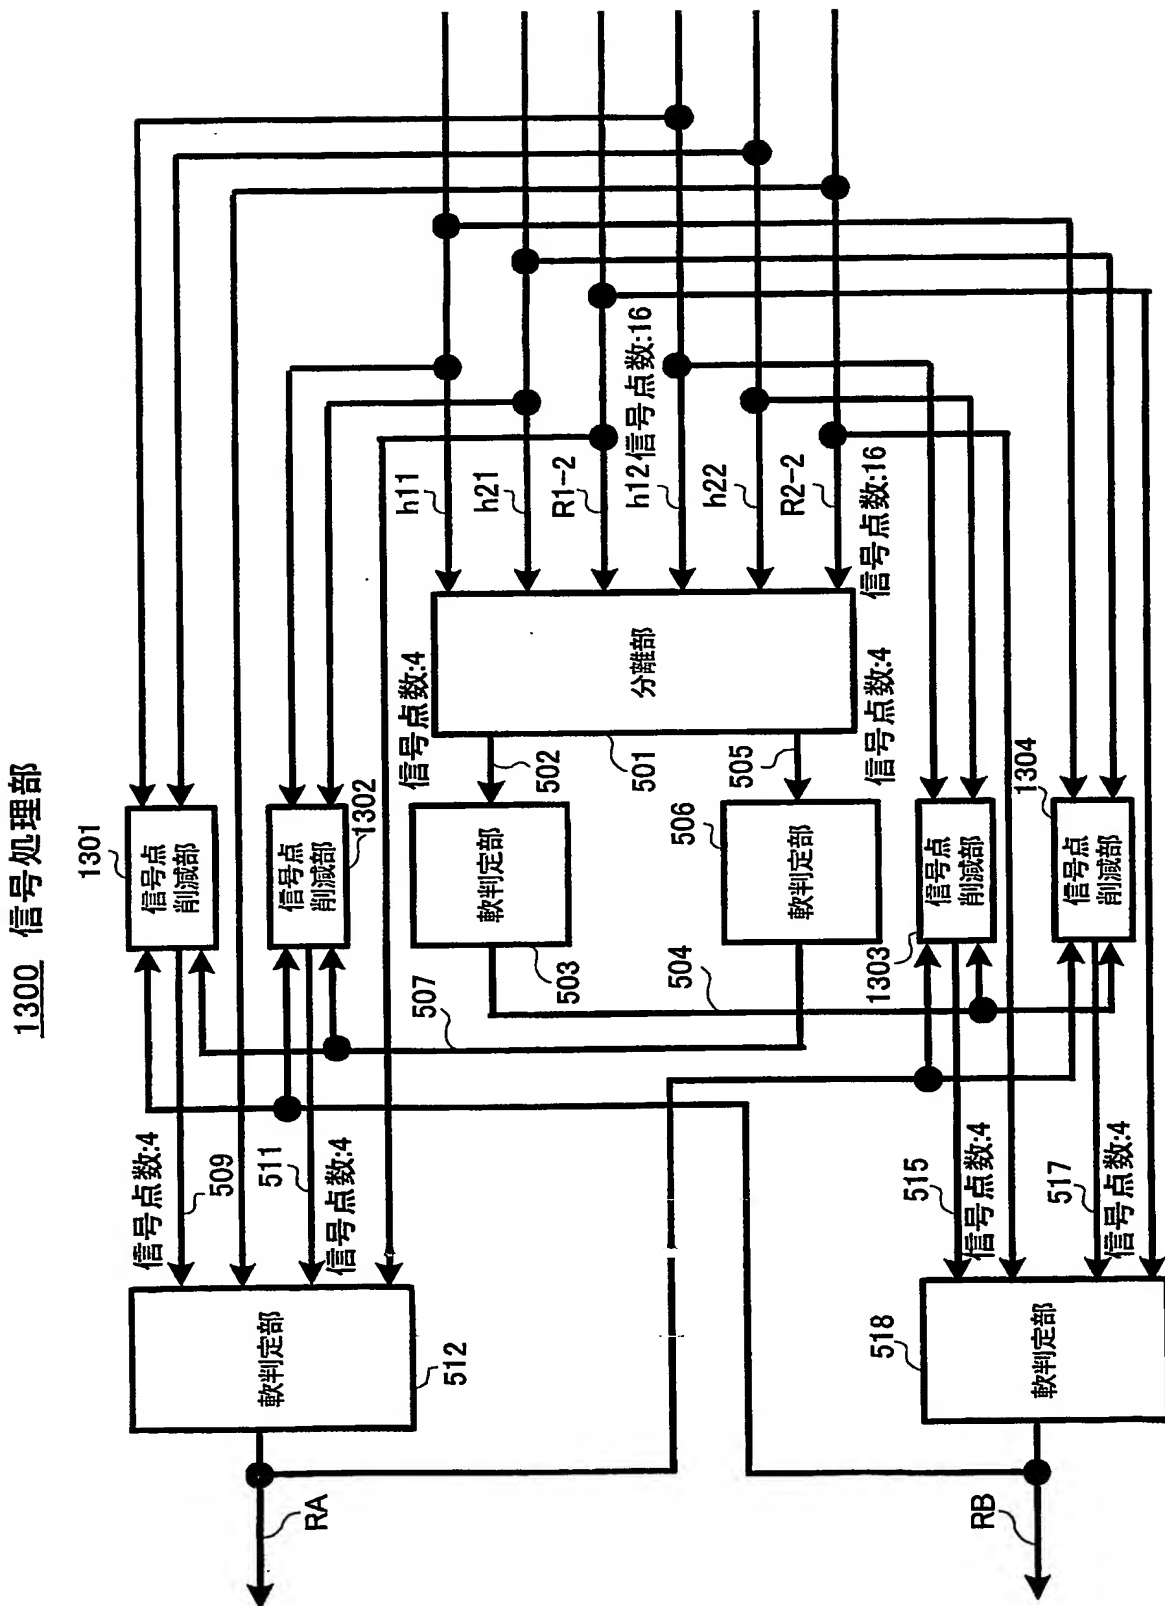 1300 信号処理部
1301
信号点
削減部
信号点数:4
509
信号点
削減部
1302
511
信号点数:4
軟判定部
512
RA
h11
h21
R1-2
h12
信号点数:16
h22
R2-2
信号点数:16
分離部
501
信号点数:4
502
505
信号点数:4
軟判定部
503
軟判定部
506
507
504
信号点
削減部
1303
信号点
削減部
1304
515
信号点数:4
517
信号点数:4
軟判定部
518
RB